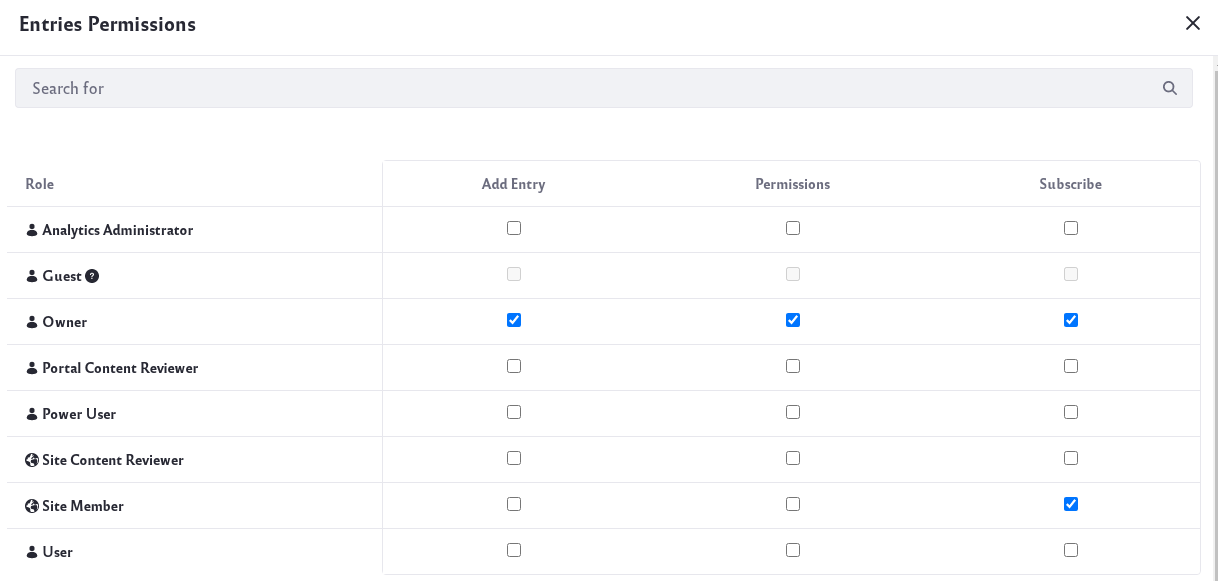 Entries Permissions
Search for
Role Add Entry Permissions Subscribe
Analytics Administrator
Guest ?
Owner
Portal Content Reviewer
Power User
Site Content Reviewer
Site Member
User